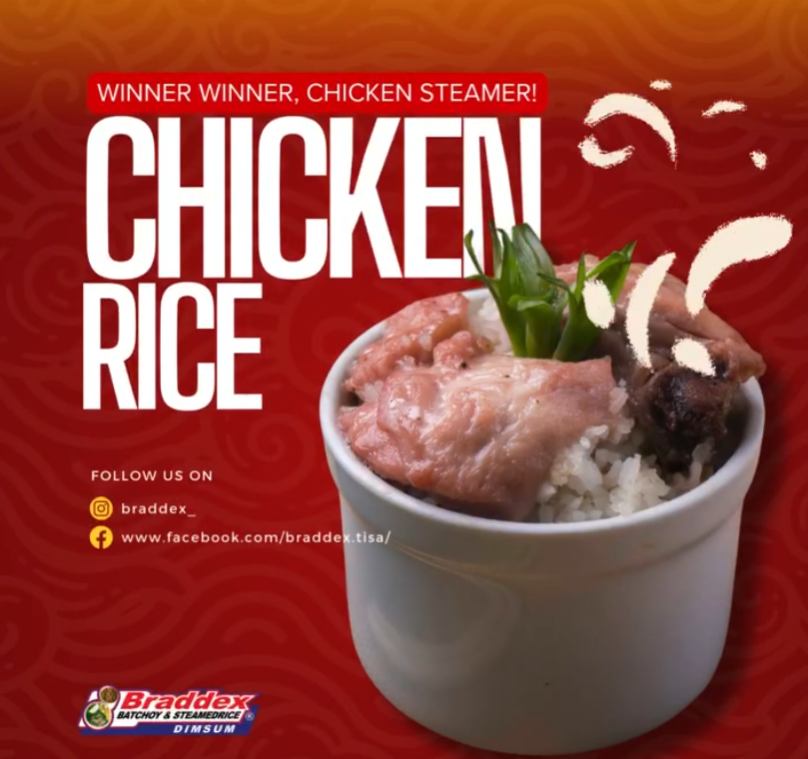 WINNER WINNER, CHICKEN STEAMER!
CHICKEN
RICE
FOLLOW US ON
braddex_
www.facebook.com/braddex.tisa/
Braddex
BATCHOY & STEAMEDRICE ®
DIMSUM